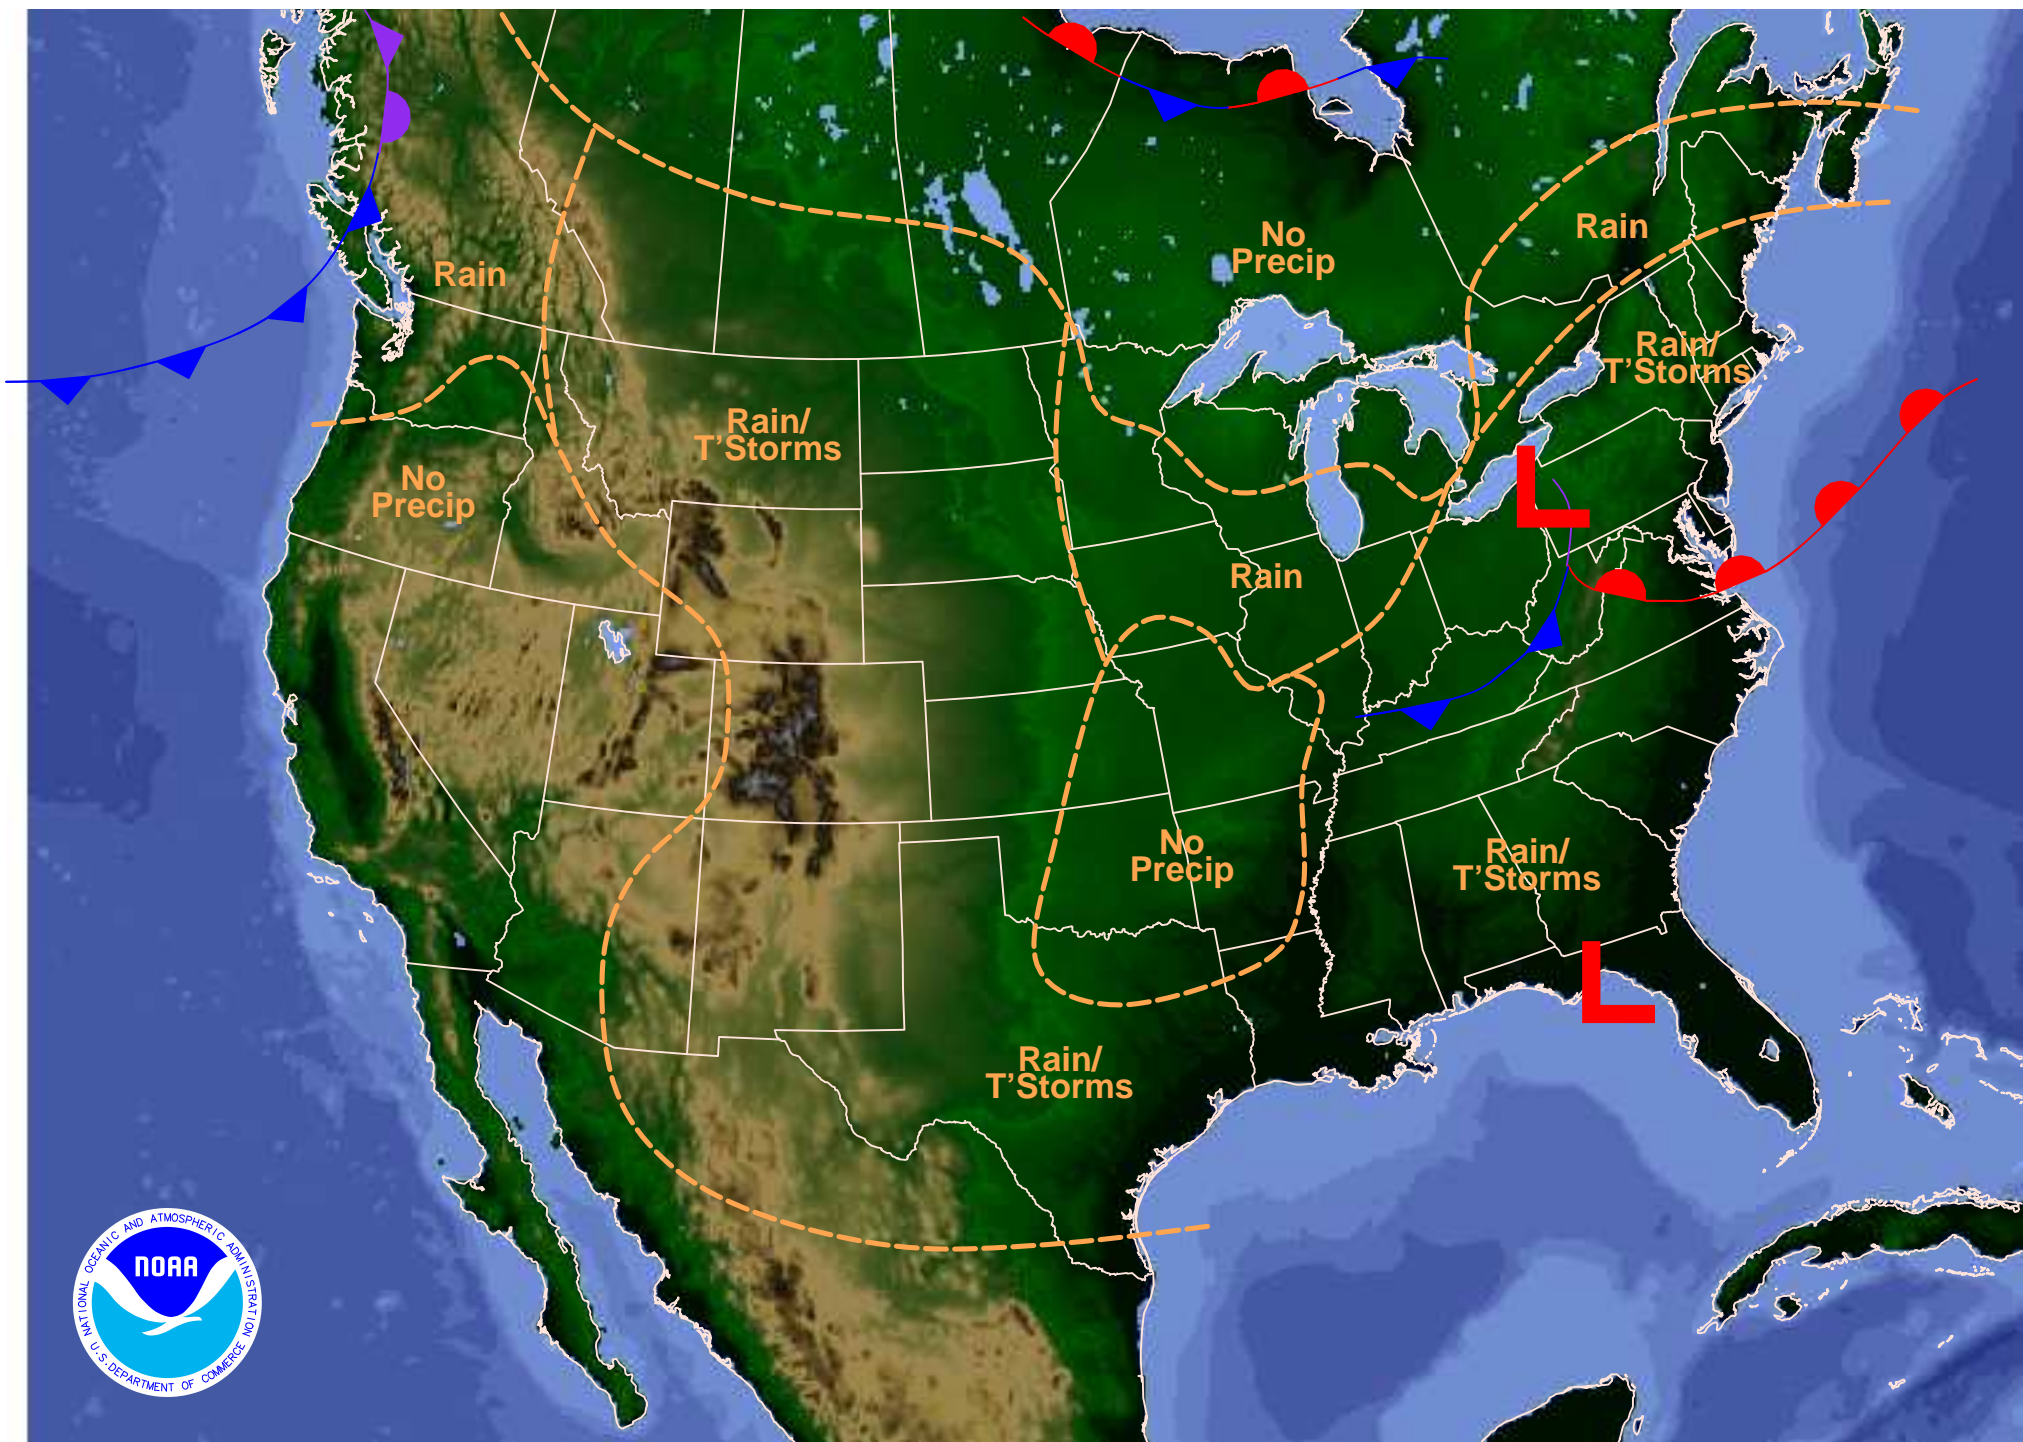 Rain
No
Precip
Rain
Rain/
T'Storms
Rain/
T'Storms
No
Precip
Rain
No
Precip
Rain/
T'Storms
Rain/
T'Storms
L
L
NATIONAL OCEANIC AND ATMOSPHERIC ADMINISTRATION
NOAA
U.S. DEPARTMENT OF COMMERCE